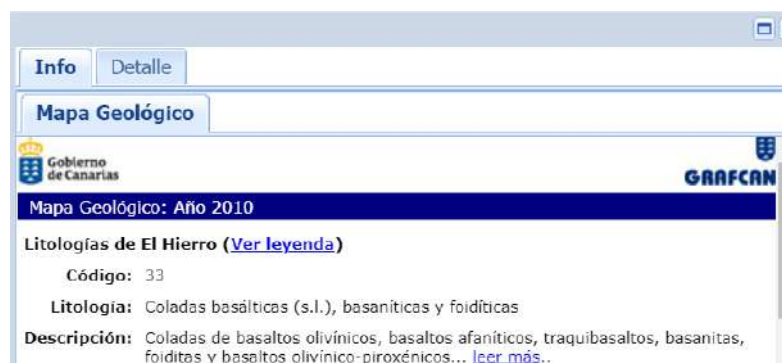 Info Detalle
Mapa Geológico
Gobierno
de Canarias
GRAFCAN
Mapa Geológico: Año 2010
Litologías de El Hierro (Ver leyenda)
Código: 33
Litología: Coladas basálticas (s.l.), basaníticas y foidíticas
Descripción: Coladas de basaltos olivínicos, basaltos afaníticos, traquibasaltos, basanitas,
foiditas y basaltos olivínico-piroxénicos... leer más..